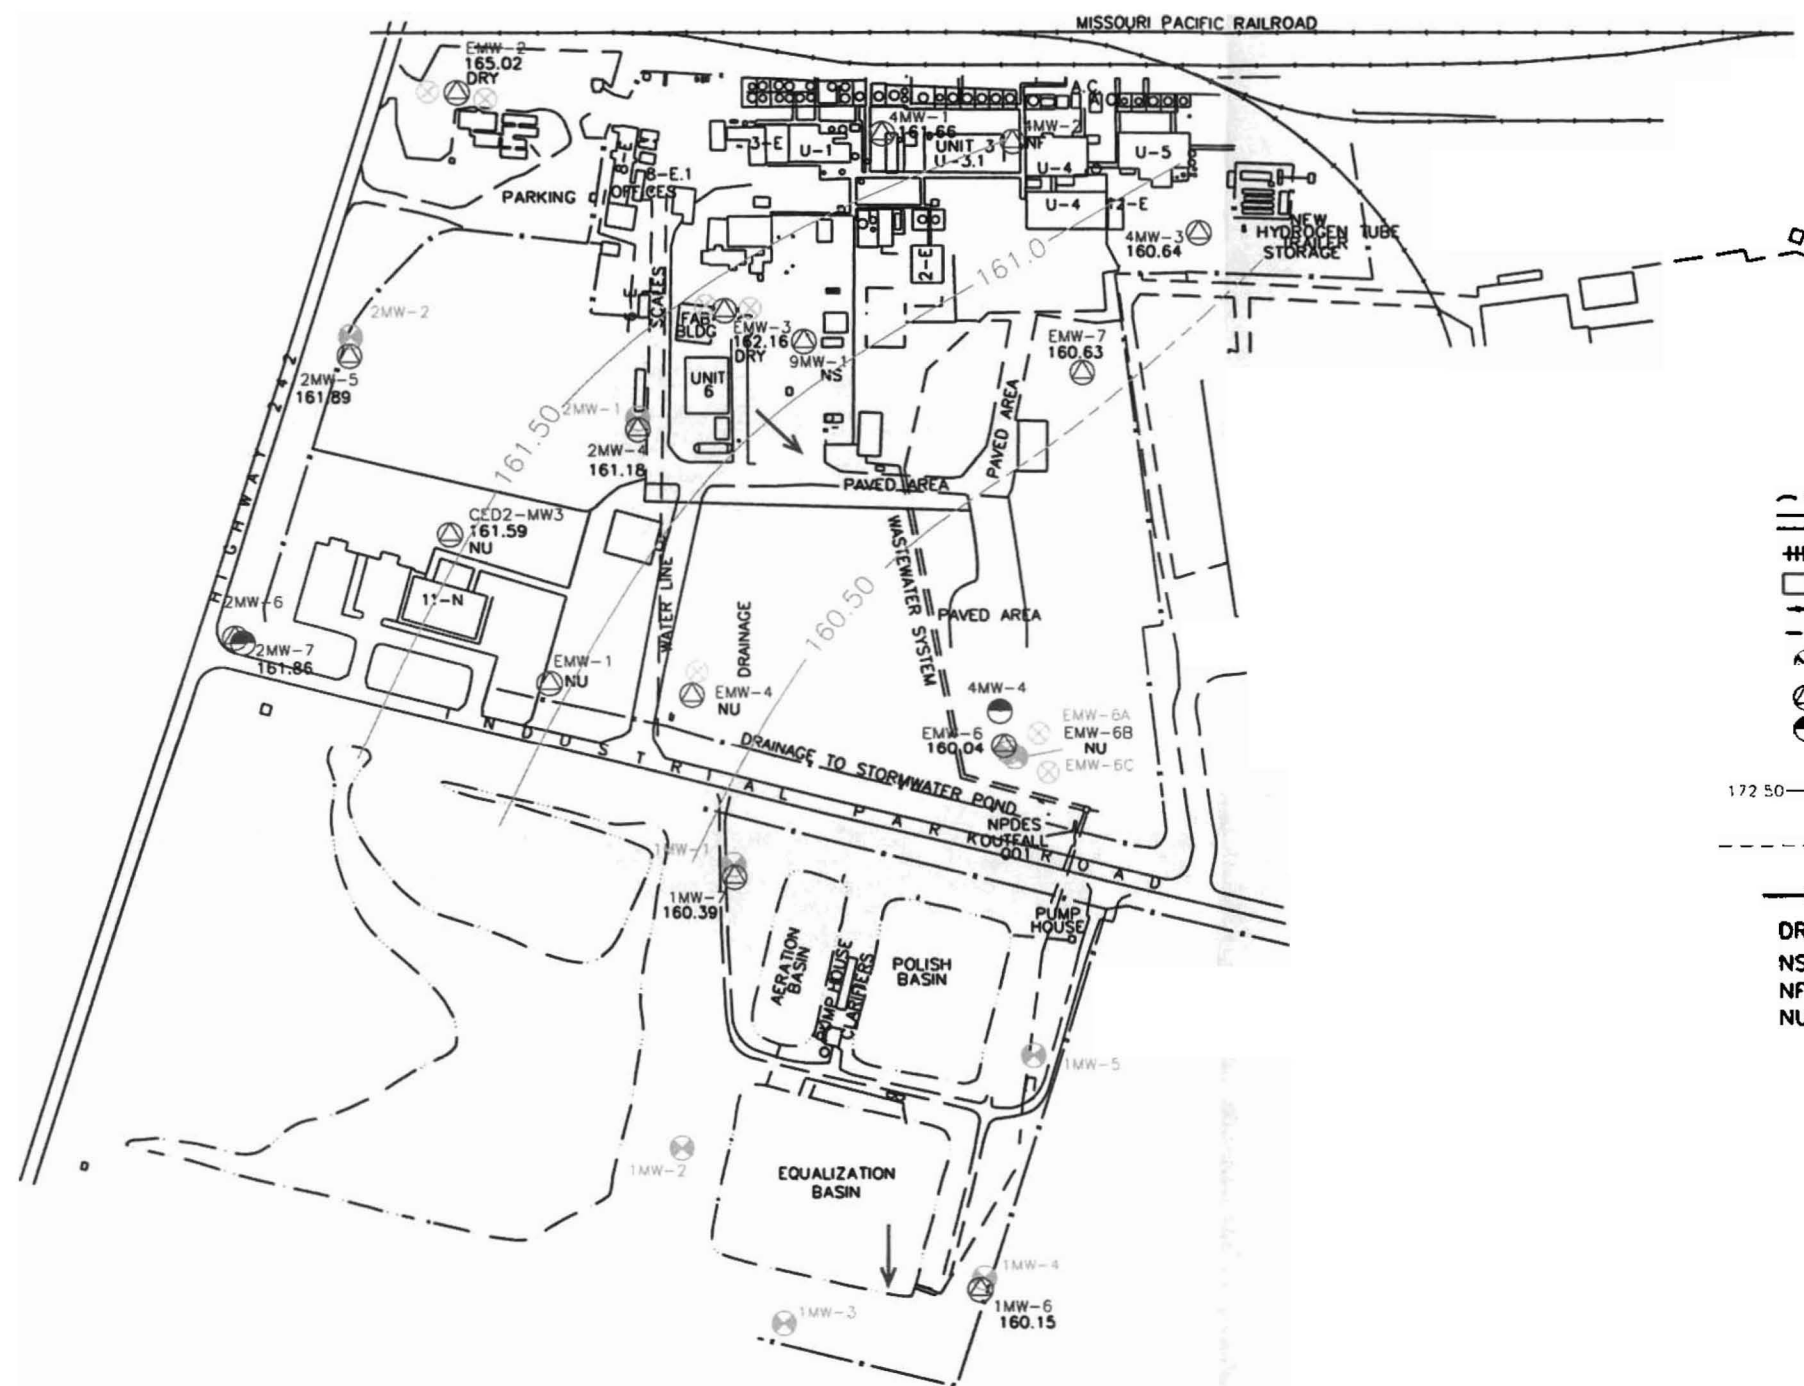 MISSOURI PACIFIC RAILROAD
EMW-2
165.02
DRY
A.C.
4MW-1
161.66
4MW-2
NF
3-E
U-1
UNIT 3
U-3.1
U-4
U-5
8-E
8-E.1
PARKING
OFFICES
U-4
2-E
4MW-3
160.64
NEW
HYDROGEN TUBE
TRAILER
STORAGE
161.0
2-E
SCALES
2MW-2
FAB
BLDG
EMW-3
162.16
DRY
9MW-1
NS
EMW-7
160.63
2MW-5
161.89
UNIT
6
HIGHWAY 242
2MW-1
2MW-4
161.18
161.50
PAVED AREA
PAVED AREA
CED2-MW3
161.59
NU
WATER LINE
WASTEWATER SYSTEM
11-N
2MW-6
2MW-7
161.86
DRAINAGE
160.50
PAVED AREA
EMW-1
NU
EMW-4
NU
4MW-4
EMW-6
160.04
EMW-6A
EMW-6B
NU
EMW-6C
DRAINAGE TO STORMWATER POND
INDUSTRIAL PARK ROAD
NPDES
OUTFALL
001
172.50
1MW-1
1MW-7
160.39
PUMP
HOUSE
AERATION
BASIN
PUMP HOUSE
CLARIFIERS
POLISH
BASIN
DR
NS
NF
NU
1MW-5
1MW-2
EQUALIZATION
BASIN
1MW-4
1MW-6
160.15
1MW-3